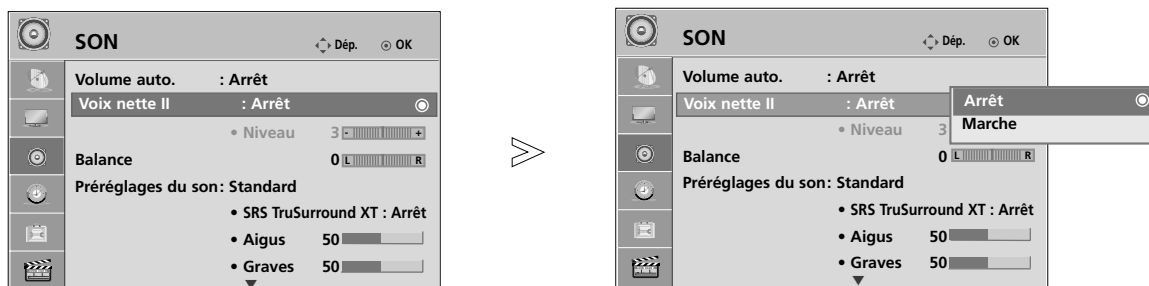 SON Dép. OK
Volume auto. : Arrêt
Voix nette II : Arrêt
• Niveau 3 - +
Balance 0 L R
Préréglages du son: Standard
• SRS TruSurround XT : Arrêt
• Aigus 50
• Graves 50
>
SON Dép. OK
Volume auto. : Arrêt
Voix nette II : Arrêt
Arrêt
Marche
• Niveau 3
Balance 0 L R
Préréglages du son: Standard
• SRS TruSurround XT : Arrêt
• Aigus 50
• Graves 50